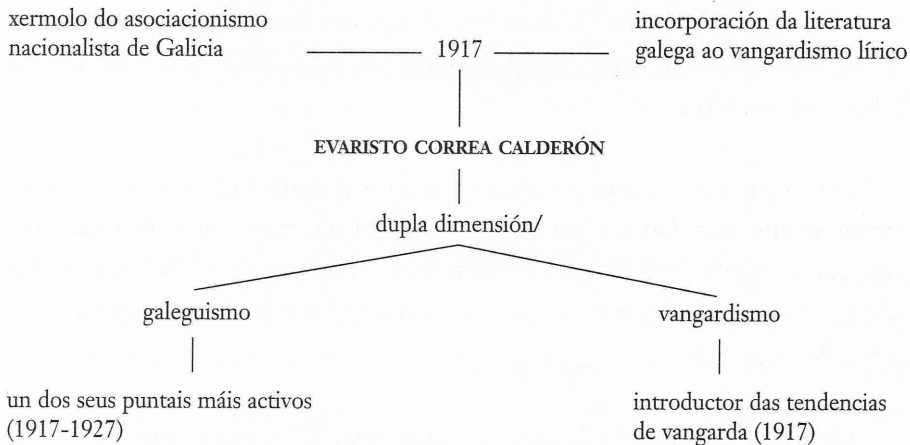 xermolo do asociacionismo
nacionalista de Galicia
1917
incorporación da literatura
galega ao vangardismo lírico
EVARISTO CORREA CALDERÓN
dupla dimensión/
galeguismo
vangardismo
un dos seus puntais máis activos
(1917-1927)
introductor das tendencias
de vangarda (1917)